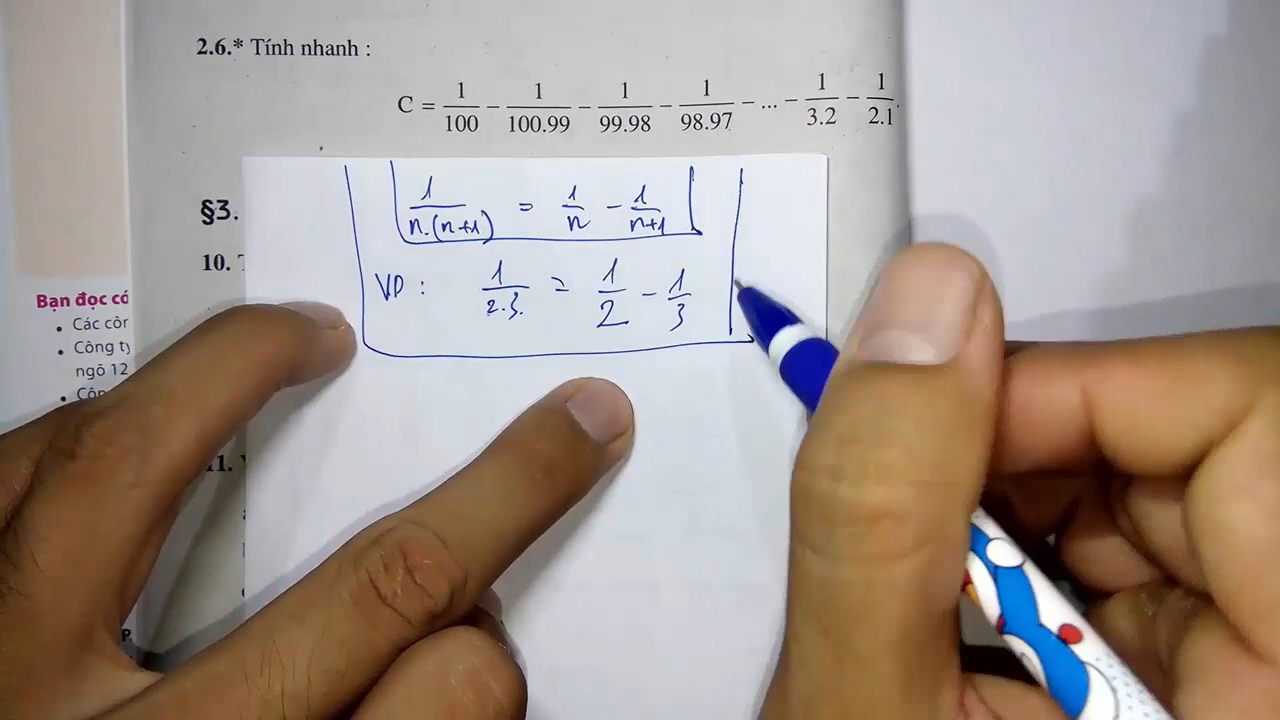 2.6.* Tính nhanh :
C = 1/100 − 1/100.99 − 1/99.98 − 1/98.97 − ... − 1/3.2 − 1/2.1.
1/n.(n+1) = 1/n − 1/n+1
§3.
VD : 1/2.3. = 1/2 − 1/3
10.
Bạn đọc có
• Các côn
• Công ty
ngõ 12
11.